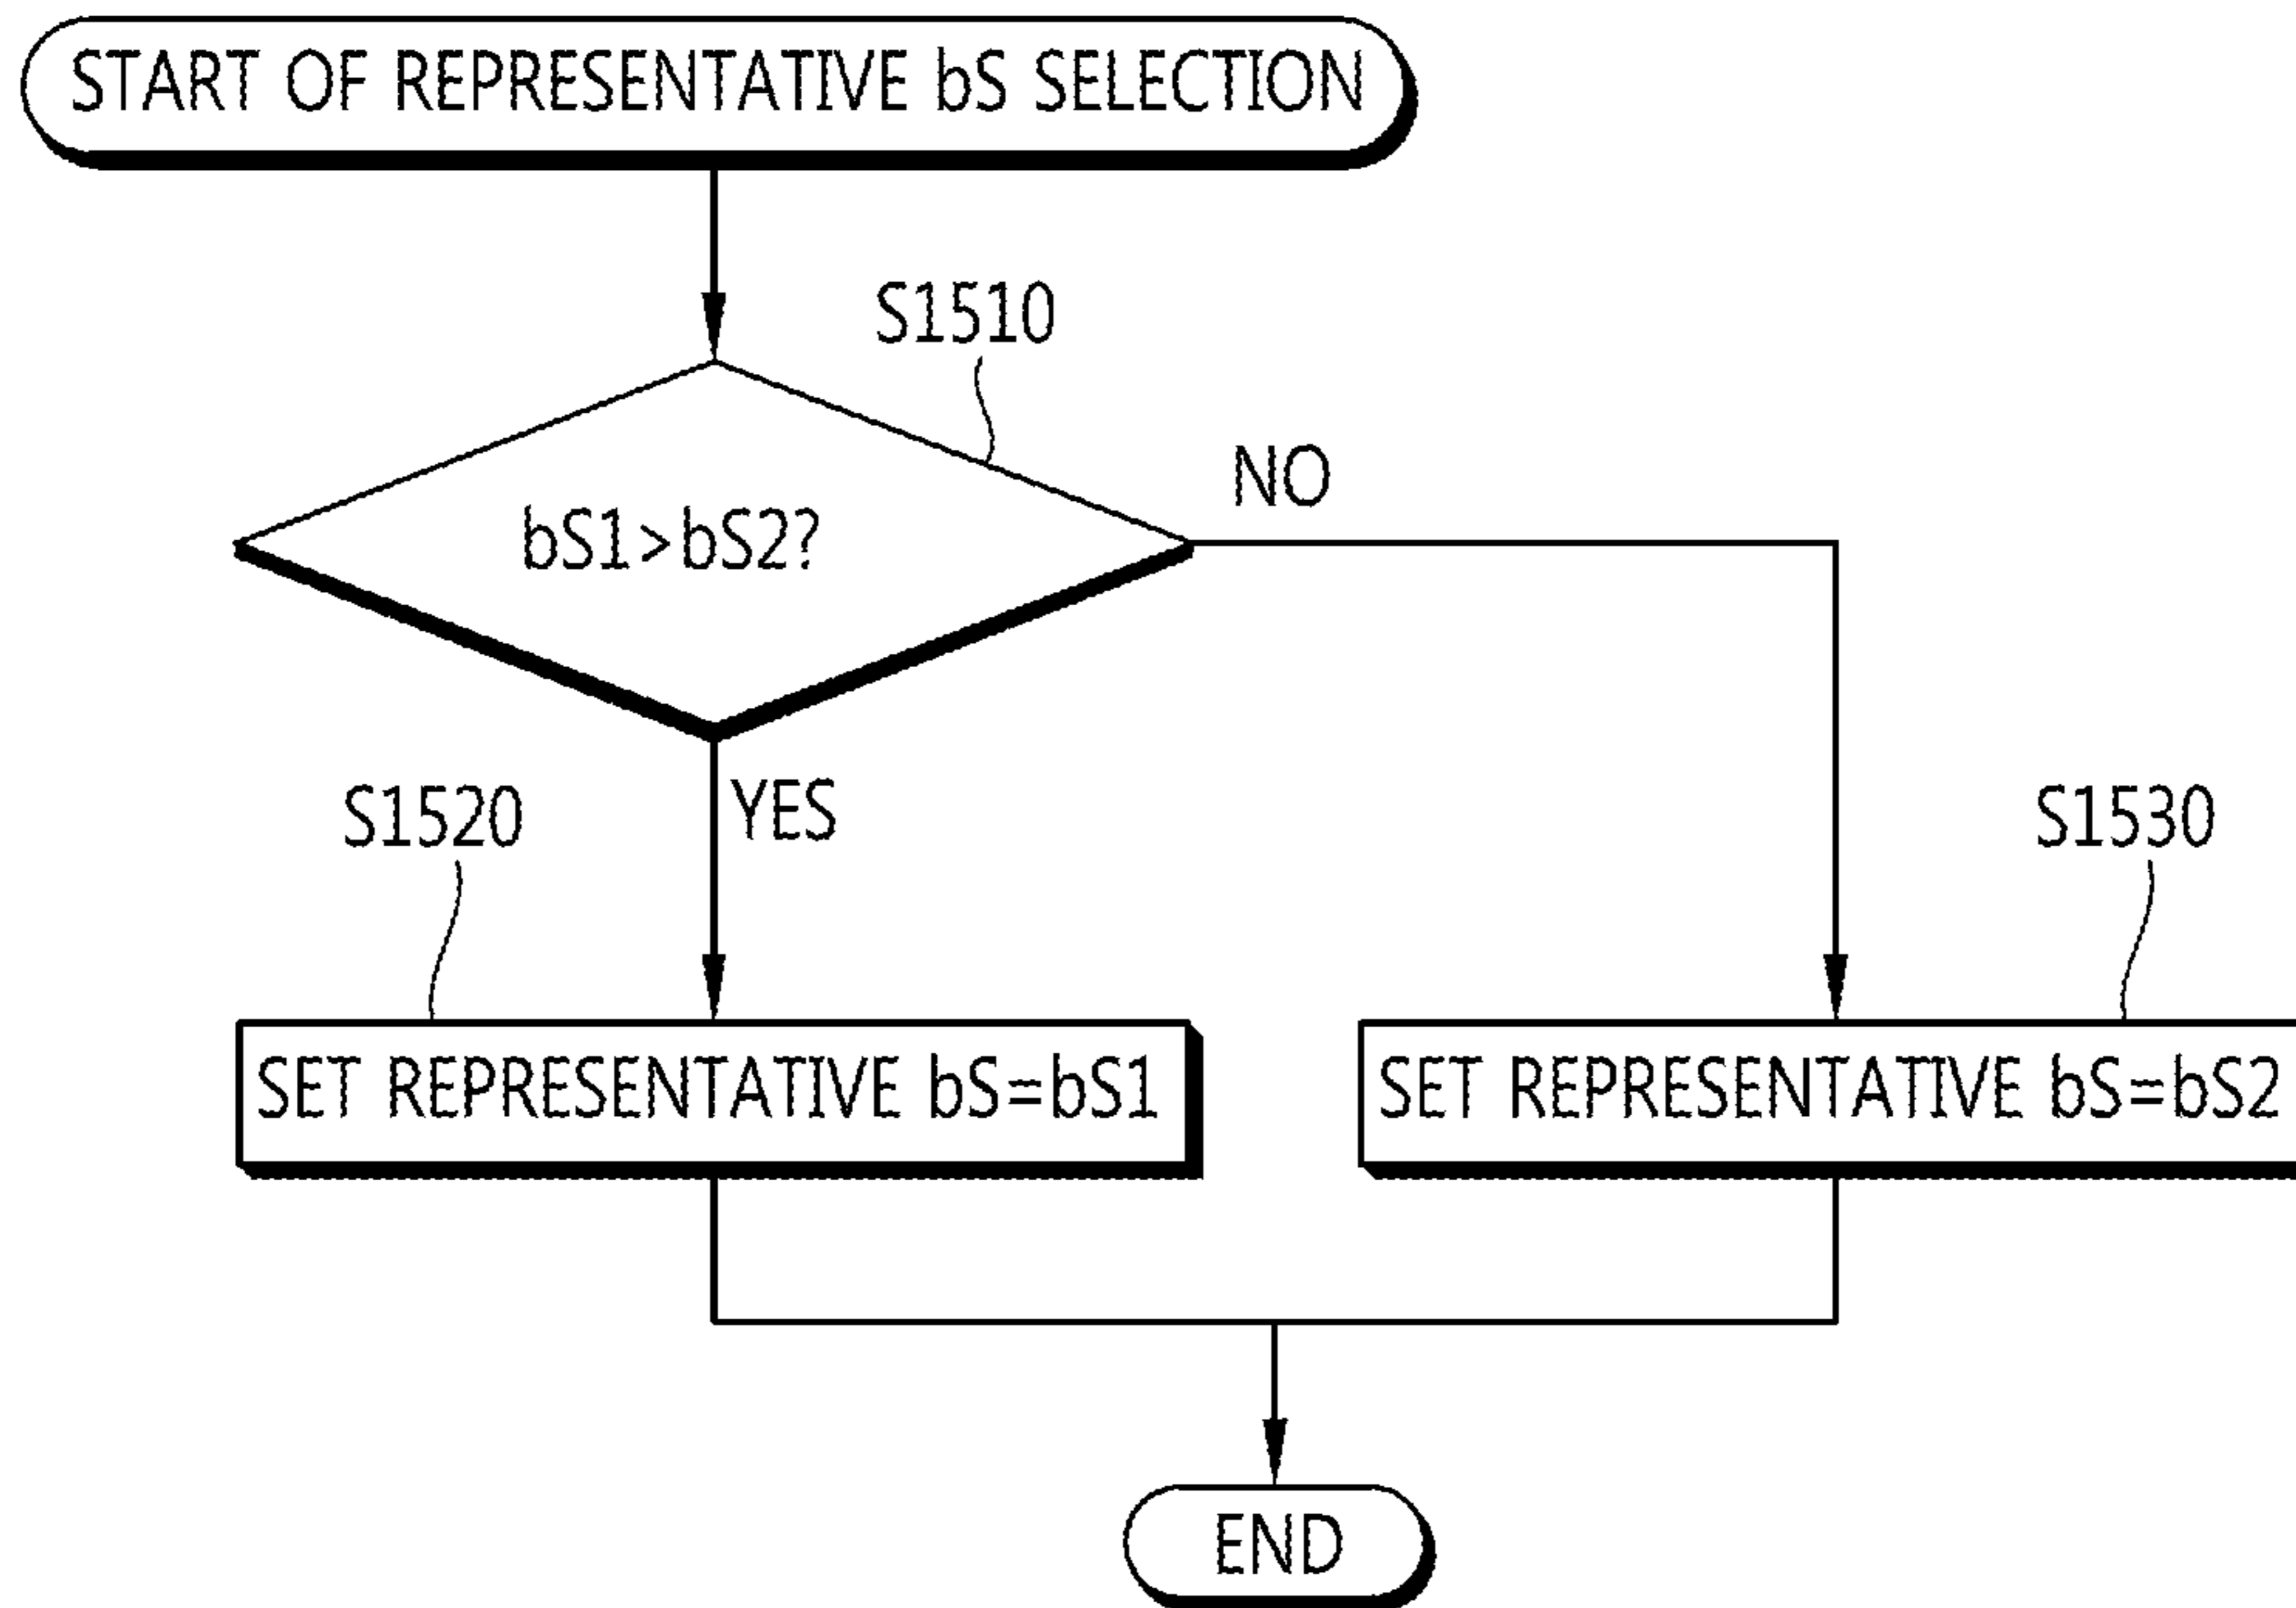 START OF REPRESENTATIVE bS SELECTION
S1510
bS1>bS2?
NO
YES
S1520
S1530
SET REPRESENTATIVE bS=bS1
SET REPRESENTATIVE bS=bS2
END